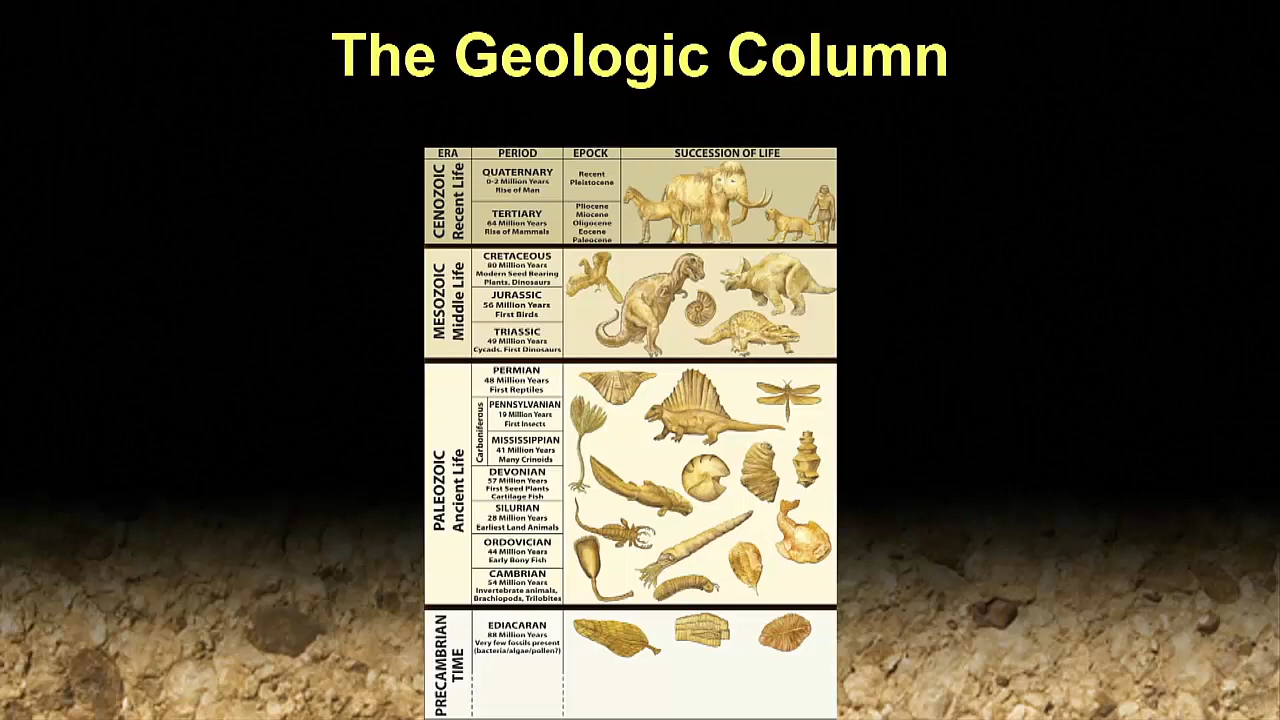 The Geologic Column
ERA PERIOD EPOCH SUCCESSION OF LIFE
CENOZOIC
Recent Life
QUATERNARY
0-2 Million Years
Rise of Man
Recent
Pleistocene
TERTIARY
64 Million Years
Rise of Mammals
Pliocene
Miocene
Oligocene
Eocene
Paleocene
MESOZOIC
Middle Life
CRETACEOUS
80 Million Years
Modern Seed Bearing
Plants, Dinosaurs
JURASSIC
56 Million Years
First Birds
TRIASSIC
49 Million Years
Cycads, First Dinosaurs
PALEOZOIC
Ancient Life
PERMIAN
48 Million Years
First Reptiles
Carboniferous
PENNSYLVANIAN
19 Million Years
First Insects
MISSISSIPPIAN
41 Million Years
Many Crinoids
DEVONIAN
57 Million Years
First Seed Plants
Cartilage Fish
SILURIAN
28 Million Years
Earliest Land Animals
ORDOVICIAN
44 Million Years
Early Bony Fish
CAMBRIAN
54 Million Years
Invertebrate animals,
Brachiopods, Trilobites
PRECAMBRIAN
TIME
EDIACARAN
88 Million Years
Very few fossils present
(bacteria/algae/pollen?)